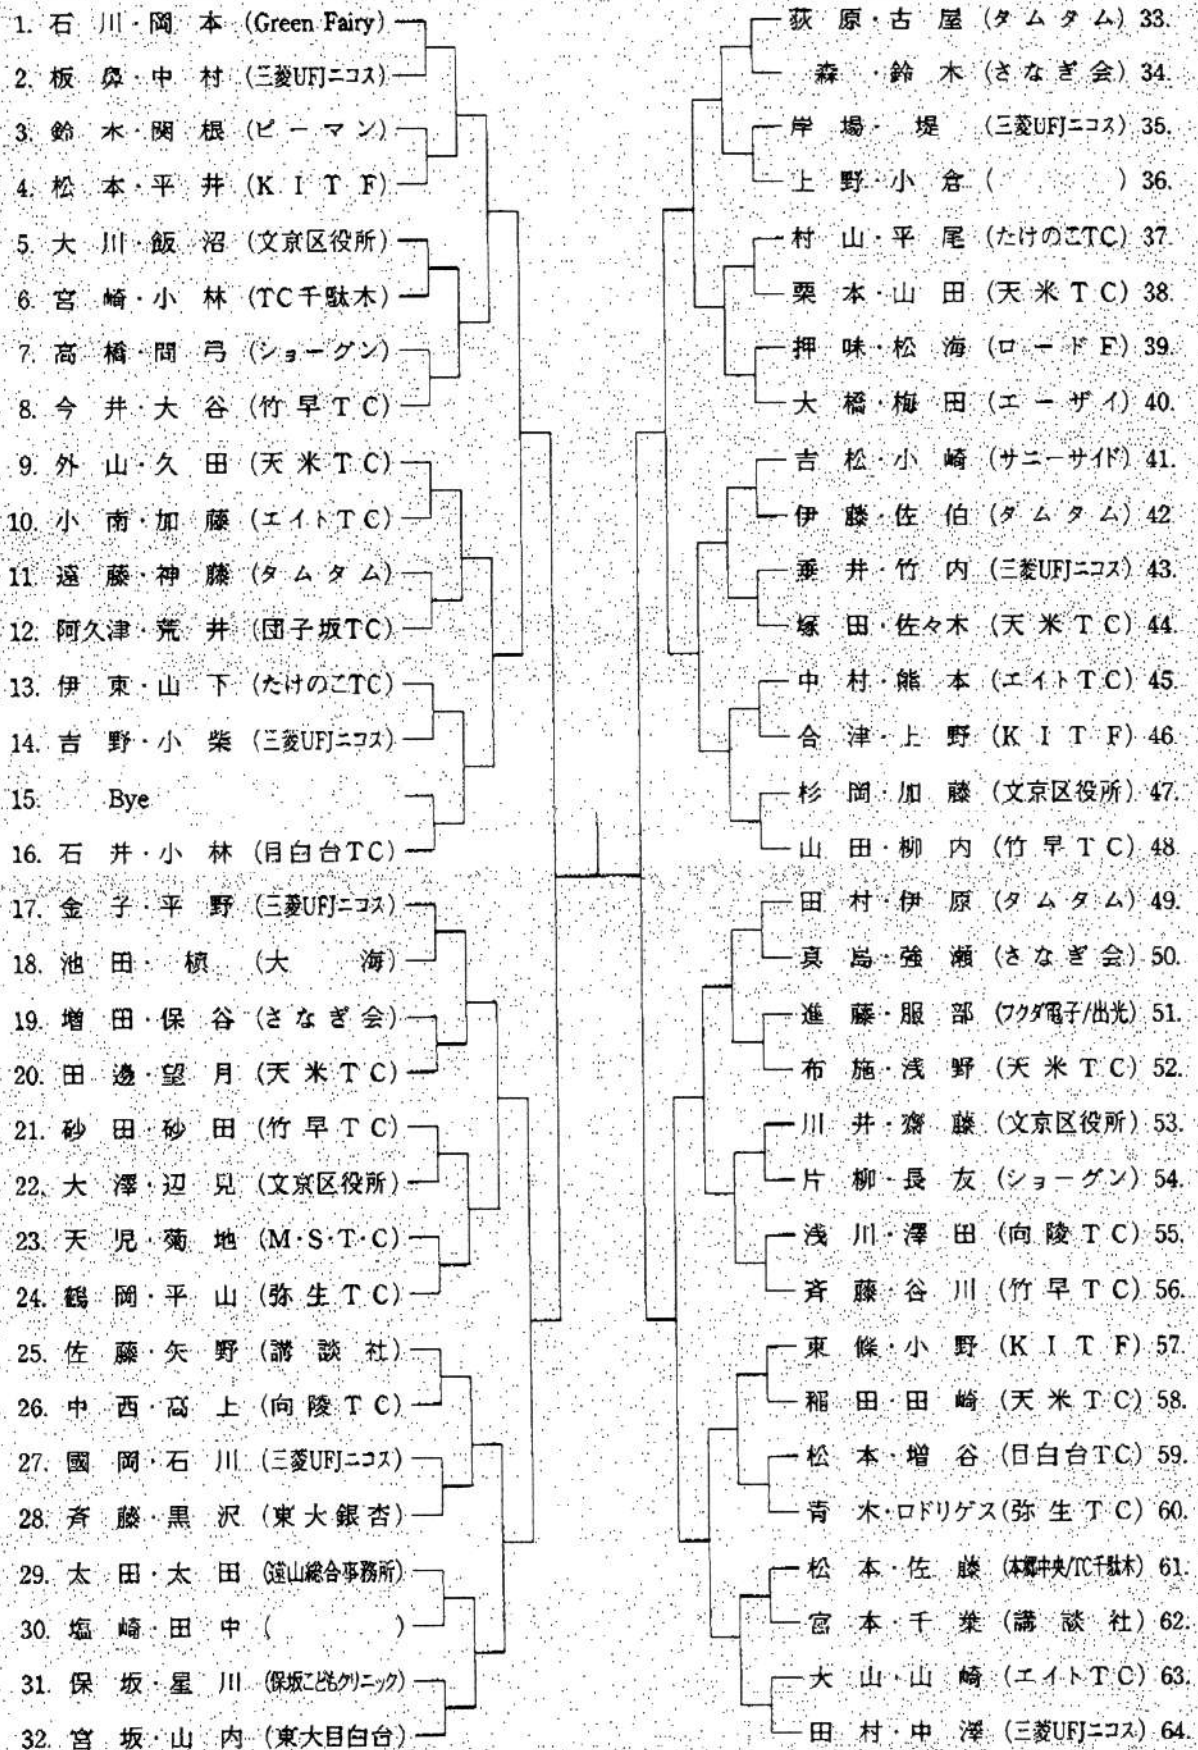 1. 石川・岡本 (Green Fairy)
2. 板鼻・中村 (三菱UFJニコス)
3. 鈴木・関根 (ピーマン)
4. 松本・平井 (KITF)
5. 大川・飯沼 (文京区役所)
6. 宮崎・小林 (TC千駄木)
7. 高橋・間弓 (ショーグン)
8. 今井・大谷 (竹早TC)
9. 外山・久田 (天米TC)
10. 小南・加藤 (エイトTC)
11. 遠藤・神藤 (タムタム)
12. 阿久津・荒井 (団子坂TC)
13. 伊東・山下 (たけのこTC)
14. 吉野・小柴 (三菱UFJニコス)
15. Bye
16. 石井・小林 (目白台TC)
17. 金子・平野 (三菱UFJニコス)
18. 池田・槙 (大海)
19. 増田・保谷 (さなぎ会)
20. 田邊・望月 (天米TC)
21. 砂田・砂田 (竹早TC)
22. 大澤・辺見 (文京区役所)
23. 天児・菊地 (M・S・T・C)
24. 鶴岡・平山 (弥生TC)
25. 佐藤・矢野 (講談社)
26. 中西・高上 (向陵TC)
27. 國岡・石川 (三菱UFJニコス)
28. 斉藤・黒沢 (東大銀杏)
29. 太田・太田 (遠山総合事務所)
30. 塩崎・田中 ( )
31. 保坂・星川 (保坂こどもクリニック)
32. 宮坂・山内 (東大目白台)
荻原・古屋 (タムタム) 33.
森・鈴木 (さなぎ会) 34.
岸場・堤 (三菱UFJニコス) 35.
上野・小倉 ( ) 36.
村山・平尾 (たけのこTC) 37.
栗本・山田 (天米TC) 38.
押味・松海 (ロードF) 39.
大橋・梅田 (エーザイ) 40.
吉松・小崎 (サニーサイド) 41.
伊藤・佐伯 (タムタム) 42.
垂井・竹内 (三菱UFJニコス) 43.
塚田・佐々木 (天米TC) 44.
中村・熊本 (エイトTC) 45.
合津・上野 (KITF) 46.
杉岡・加藤 (文京区役所) 47.
山田・柳内 (竹早TC) 48.
田村・伊原 (タムタム) 49.
真島・強瀬 (さなぎ会) 50.
進藤・服部 (フクダ電子/出光) 51.
布施・浅野 (天米TC) 52.
川井・齋藤 (文京区役所) 53.
片柳・長友 (ショーグン) 54.
浅川・澤田 (向陵TC) 55.
斉藤・谷川 (竹早TC) 56.
東條・小野 (KITF) 57.
稲田・田崎 (天米TC) 58.
松本・増谷 (目白台TC) 59.
青木・ロドリゲス (弥生TC) 60.
松本・佐藤 (本郷中央/TC千駄木) 61.
宮本・千葉 (講談社) 62.
大山・山崎 (エイトTC) 63.
田村・中澤 (三菱UFJニコス) 64.